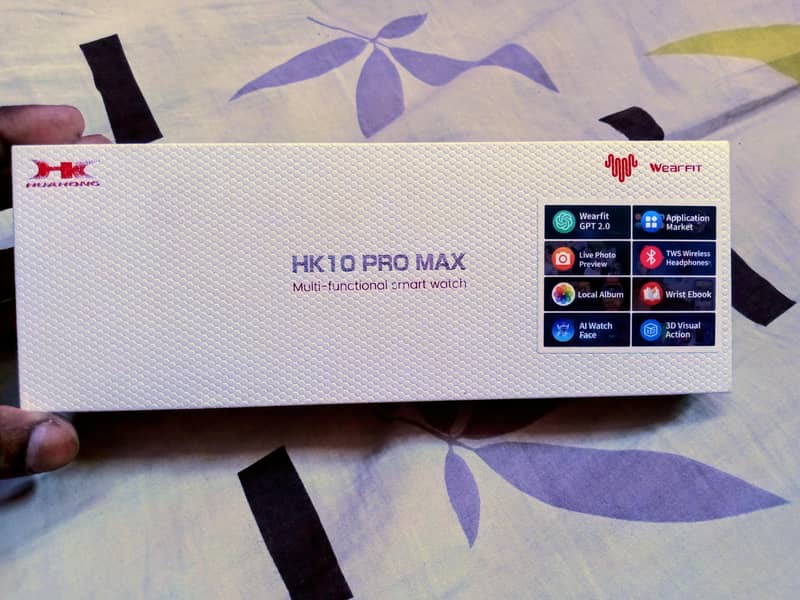 HK
HUAHONG
WearFit
HK10 PRO MAX
Multi-functional smart watch
Wearfit
GPT 2.0
Application
Market
Live Photo
Preview
TWS Wireless
Headphones
Local Album
Wrist Ebook
AI Watch
Face
3D Visual
Action